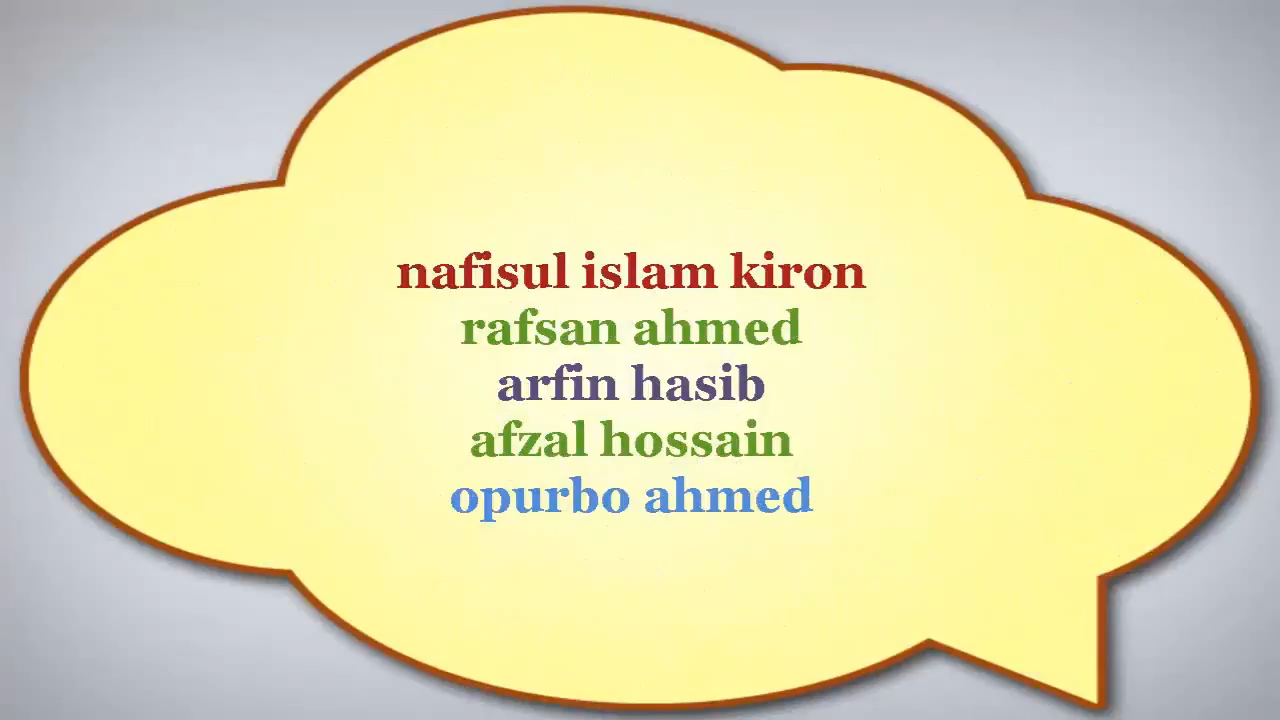 nafisul islam kiron
rafsan ahmed
arfin hasib
afzal hossain
opurbo ahmed